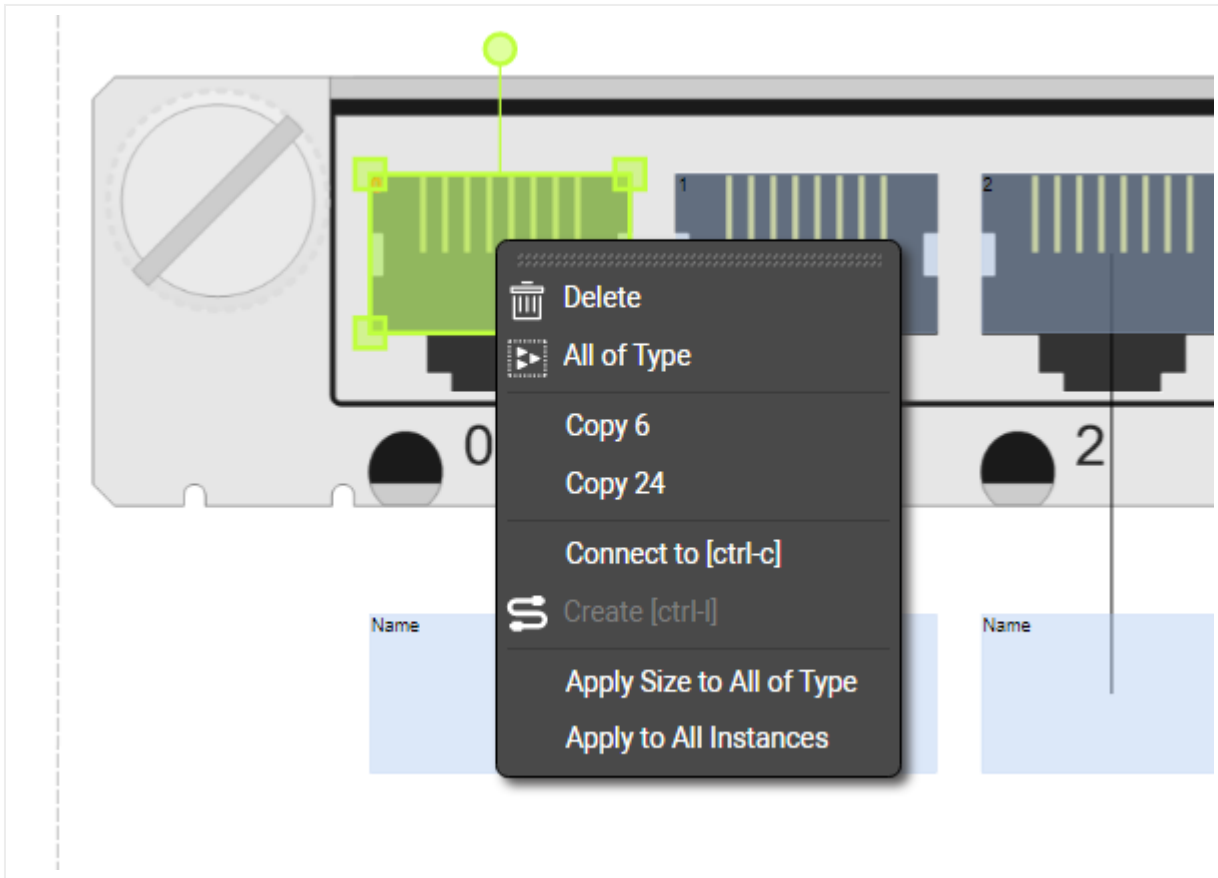 1
2
Delete
All of Type
0
Copy 6
2
Copy 24
Connect to [ctrl-c]
Create [ctrl-l]
Name
Name
Apply Size to All of Type
Apply to All Instances